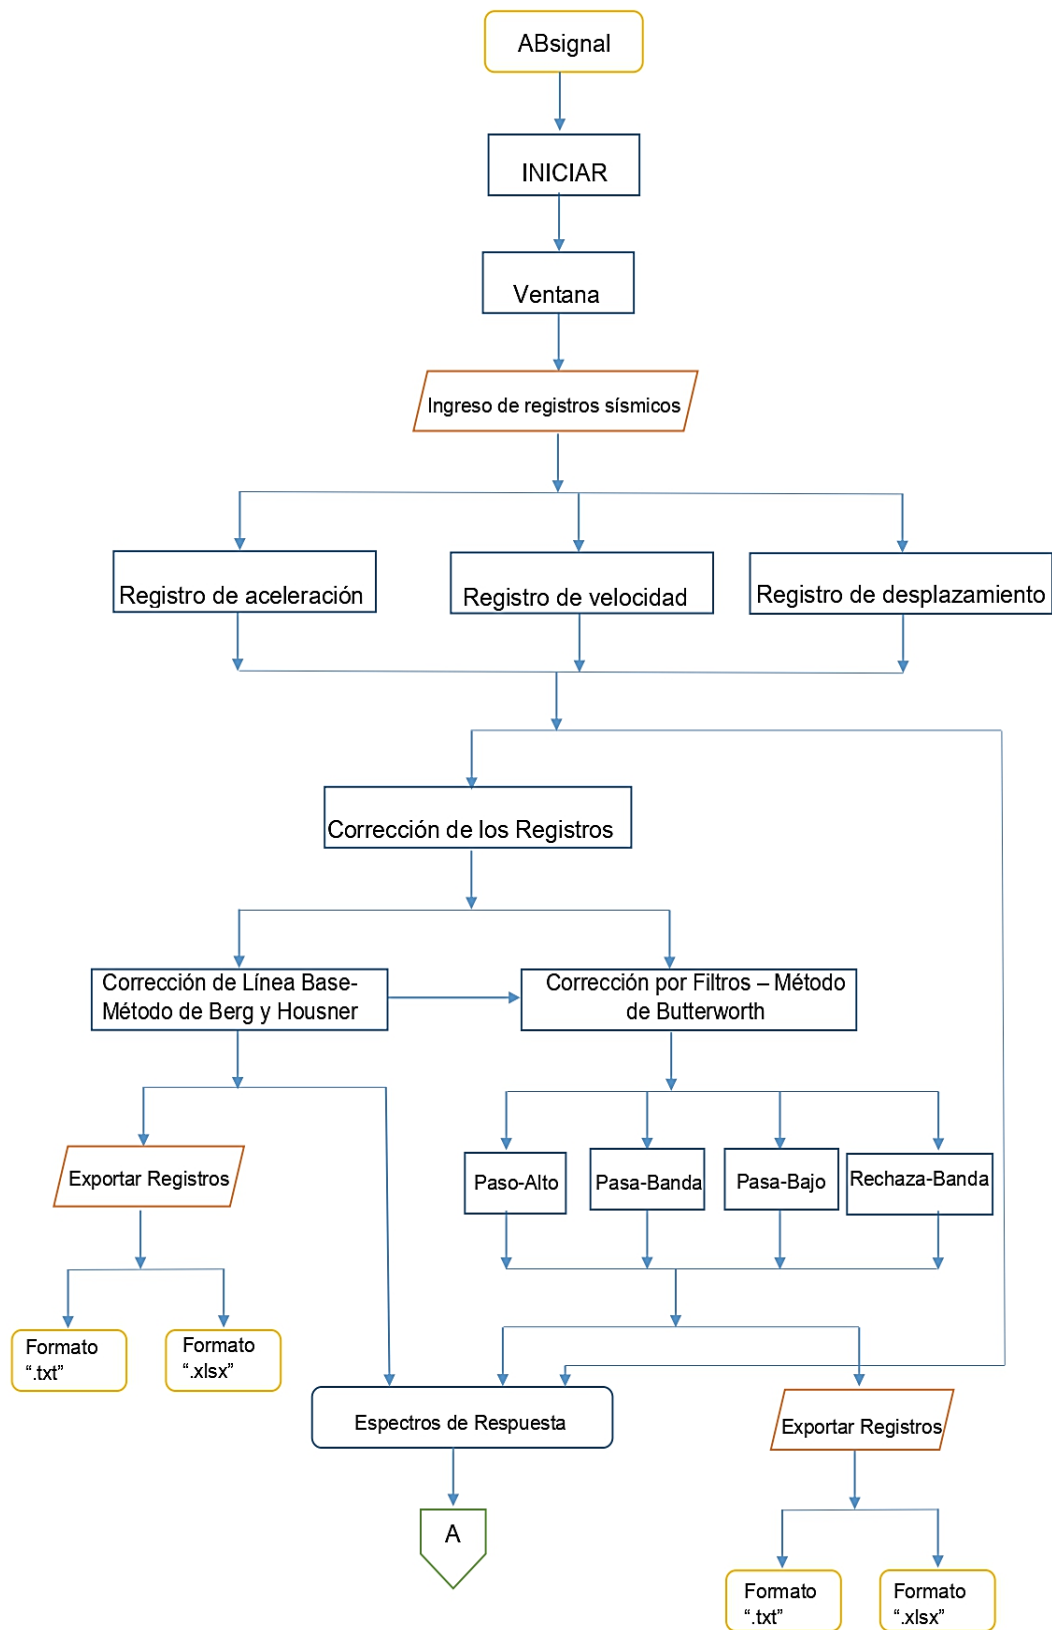 ABsignal
INICIAR
Ventana
Ingreso de registros sísmicos
Registro de aceleración
Registro de velocidad
Registro de desplazamiento
Corrección de los Registros
Corrección de Línea Base-
Método de Berg y Housner
Corrección por Filtros – Método
de Butterworth
Exportar Registros
Paso-Alto
Pasa-Banda
Pasa-Bajo
Rechaza-Banda
Formato
“.txt”
Formato
“.xlsx”
Espectros de Respuesta
Exportar Registros
A
Formato
“.txt”
Formato
“.xlsx”